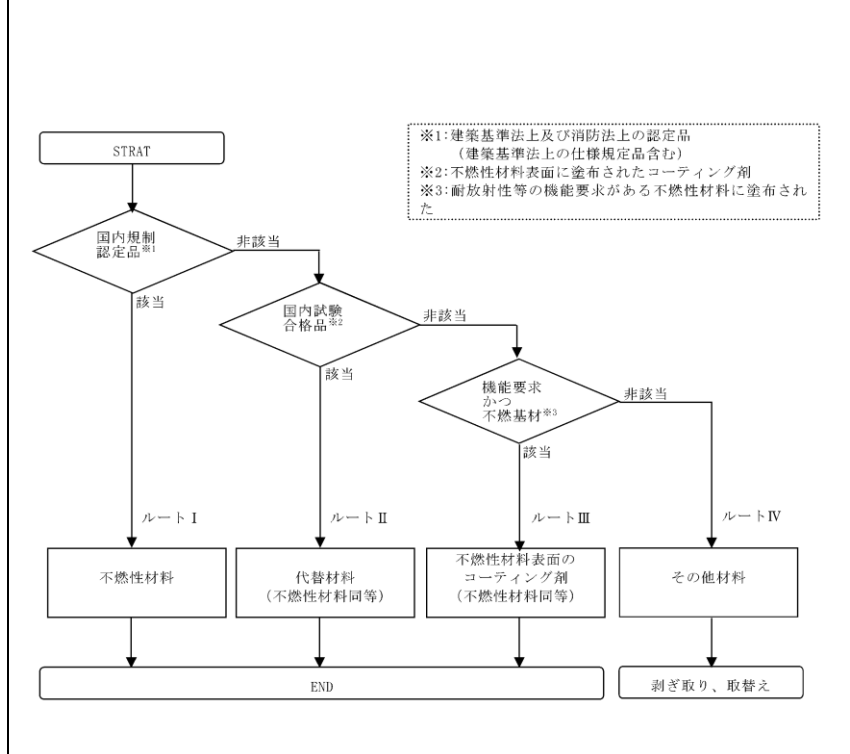 ※1:建築基準法上及び消防法上の認定品
（建築基準法上の仕様規定品含む）
※2:不燃性材料表面に塗布されたコーティング剤
※3:耐放射性等の機能要求がある不燃性材料に塗布され
た
STRAT
国内規制
認定品※1
非該当
該当
国内試験
合格品※2
非該当
該当
機能要求
かつ
不燃基材※3
非該当
該当
ルートⅠ
ルートⅡ
ルートⅢ
ルートⅣ
不燃性材料
代替材料
（不燃性材料同等）
不燃性材料表面の
コーティング剤
（不燃性材料同等）
その他材料
END
剥ぎ取り、取替え